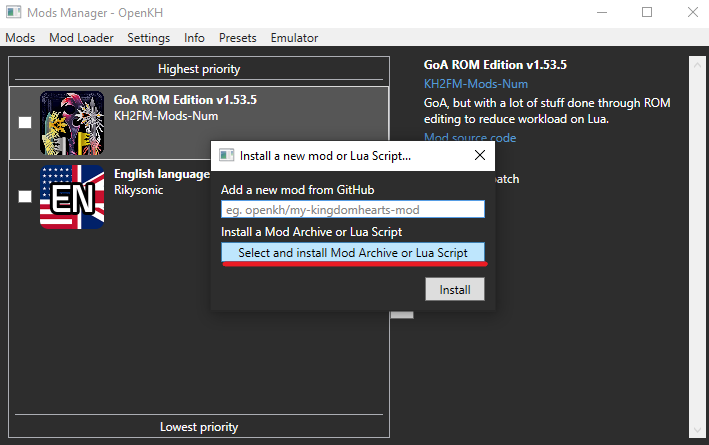 Mods Manager - OpenKH
Mods Mod Loader Settings Info Presets Emulator
Highest priority
GoA ROM Edition v1.53.5
KH2FM-Mods-Num
EN
English language
Rikysonic
Lowest priority
GoA ROM Edition v1.53.5
KH2FM-Mods-Num
GoA, but with a lot of stuff done through ROM
editing to reduce workload on Lua.
Mod source code
Install a new mod or Lua Script...
Add a new mod from GitHub
eg. openkh/my-kingdomhearts-mod
Install a Mod Archive or Lua Script
Select and install Mod Archive or Lua Script
Install